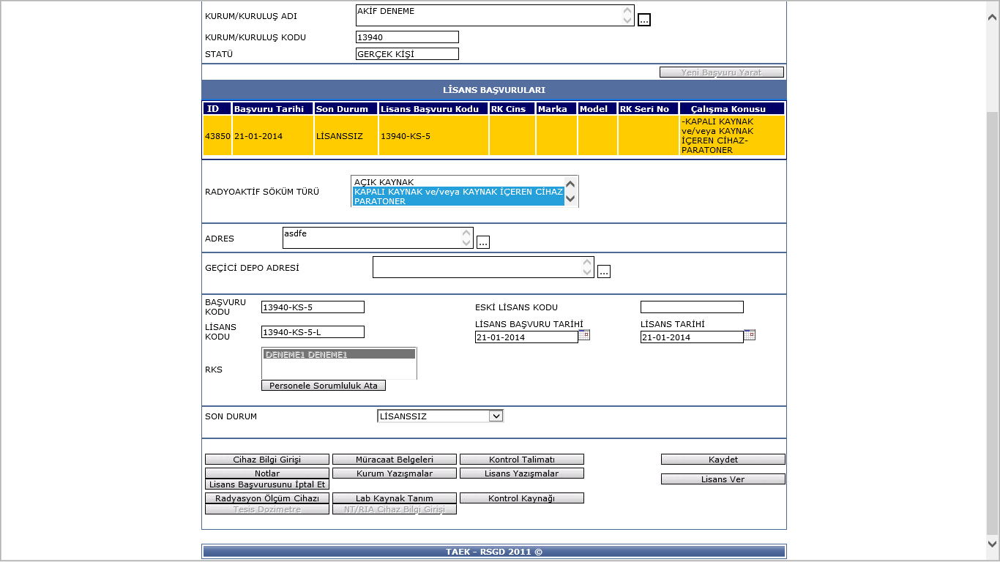 KURUM/KURULUŞ ADI AKİF DENEME ...
KURUM/KURULUŞ KODU 13940
STATÜ GERÇEK KİŞİ
Yeni Başvuru Yarat
LİSANS BAŞVURULARI
ID Başvuru Tarihi Son Durum Lisans Başvuru Kodu RK Cins Marka Model RK Seri No Çalışma Konusu
43850 21-01-2014 LİSANSSIZ 13940-KS-5 -KAPALI KAYNAK
ve/veya KAYNAK
İÇEREN CİHAZ-
PARATONER
RADYOAKTİF SÖKÜM TÜRÜ
AÇIK KAYNAK
KAPALI KAYNAK ve/veya KAYNAK İÇEREN CİHAZ
PARATONER
ADRES asdfe ...
GEÇİCİ DEPO ADRESİ ...
BAŞVURU
KODU 13940-KS-5 ESKİ LİSANS KODU
LİSANS
KODU 13940-KS-5-L
LİSANS BAŞVURU TARİHİ LİSANS TARİHİ
21-01-2014 21-01-2014
DENEME1 DENEME1
RKS
Personele Sorumluluk Ata
SON DURUM LİSANSSIZ
Cihaz Bilgi Girişi Müracaat Belgeleri Kontrol Talimatı Kaydet
Notlar Kurum Yazışmalar Lisans Yazışmalar
Lisans Ver
Lisans Başvurusunu İptal Et
Radyasyon Ölçüm Cihazı Lab Kaynak Tanım Kontrol Kaynağı
Tesis Dozimetre NT/RIA Cihaz Bilgi Girişi
TAEK - RSGD 2011 ©